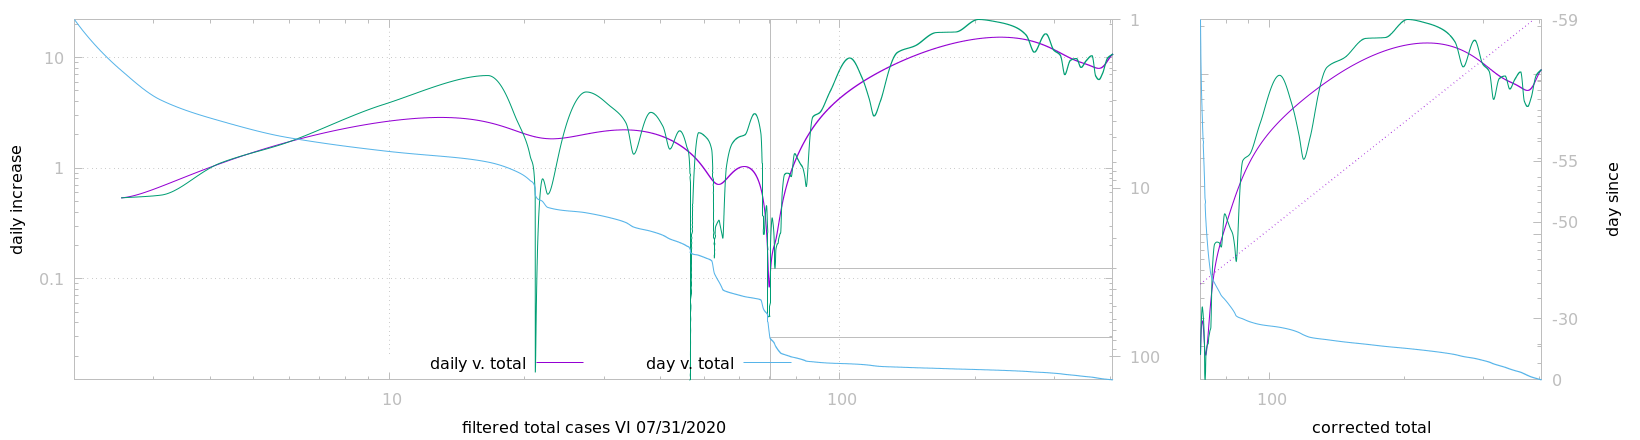 daily increase
10
1
0.1
10
100
1
10
100
daily v. total
day v. total
filtered total cases VI 07/31/2020
100
-59
-55
-50
-30
0
day since
corrected total